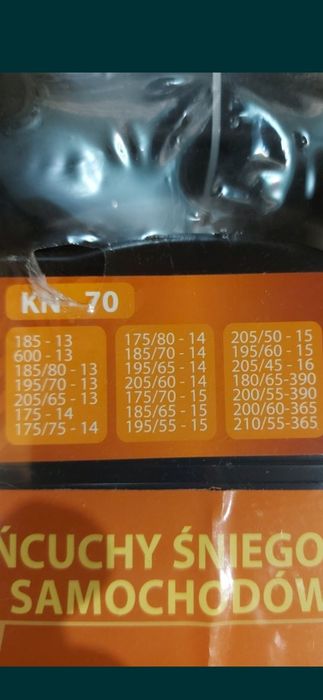 KN - 70
185 - 13
600 - 13
185/80 - 13
195/70 - 13
205/65 - 13
175 - 14
175/75 - 14
175/80 - 14
185/70 - 14
195/65 - 14
205/60 - 14
175/70 - 15
185/65 - 15
195/55 - 15
205/50 - 15
195/60 - 15
205/45 - 16
180/65-390
200/55-390
200/60-365
210/55-365
ŃCUCHY ŚNIEGO
SAMOCHODÓW